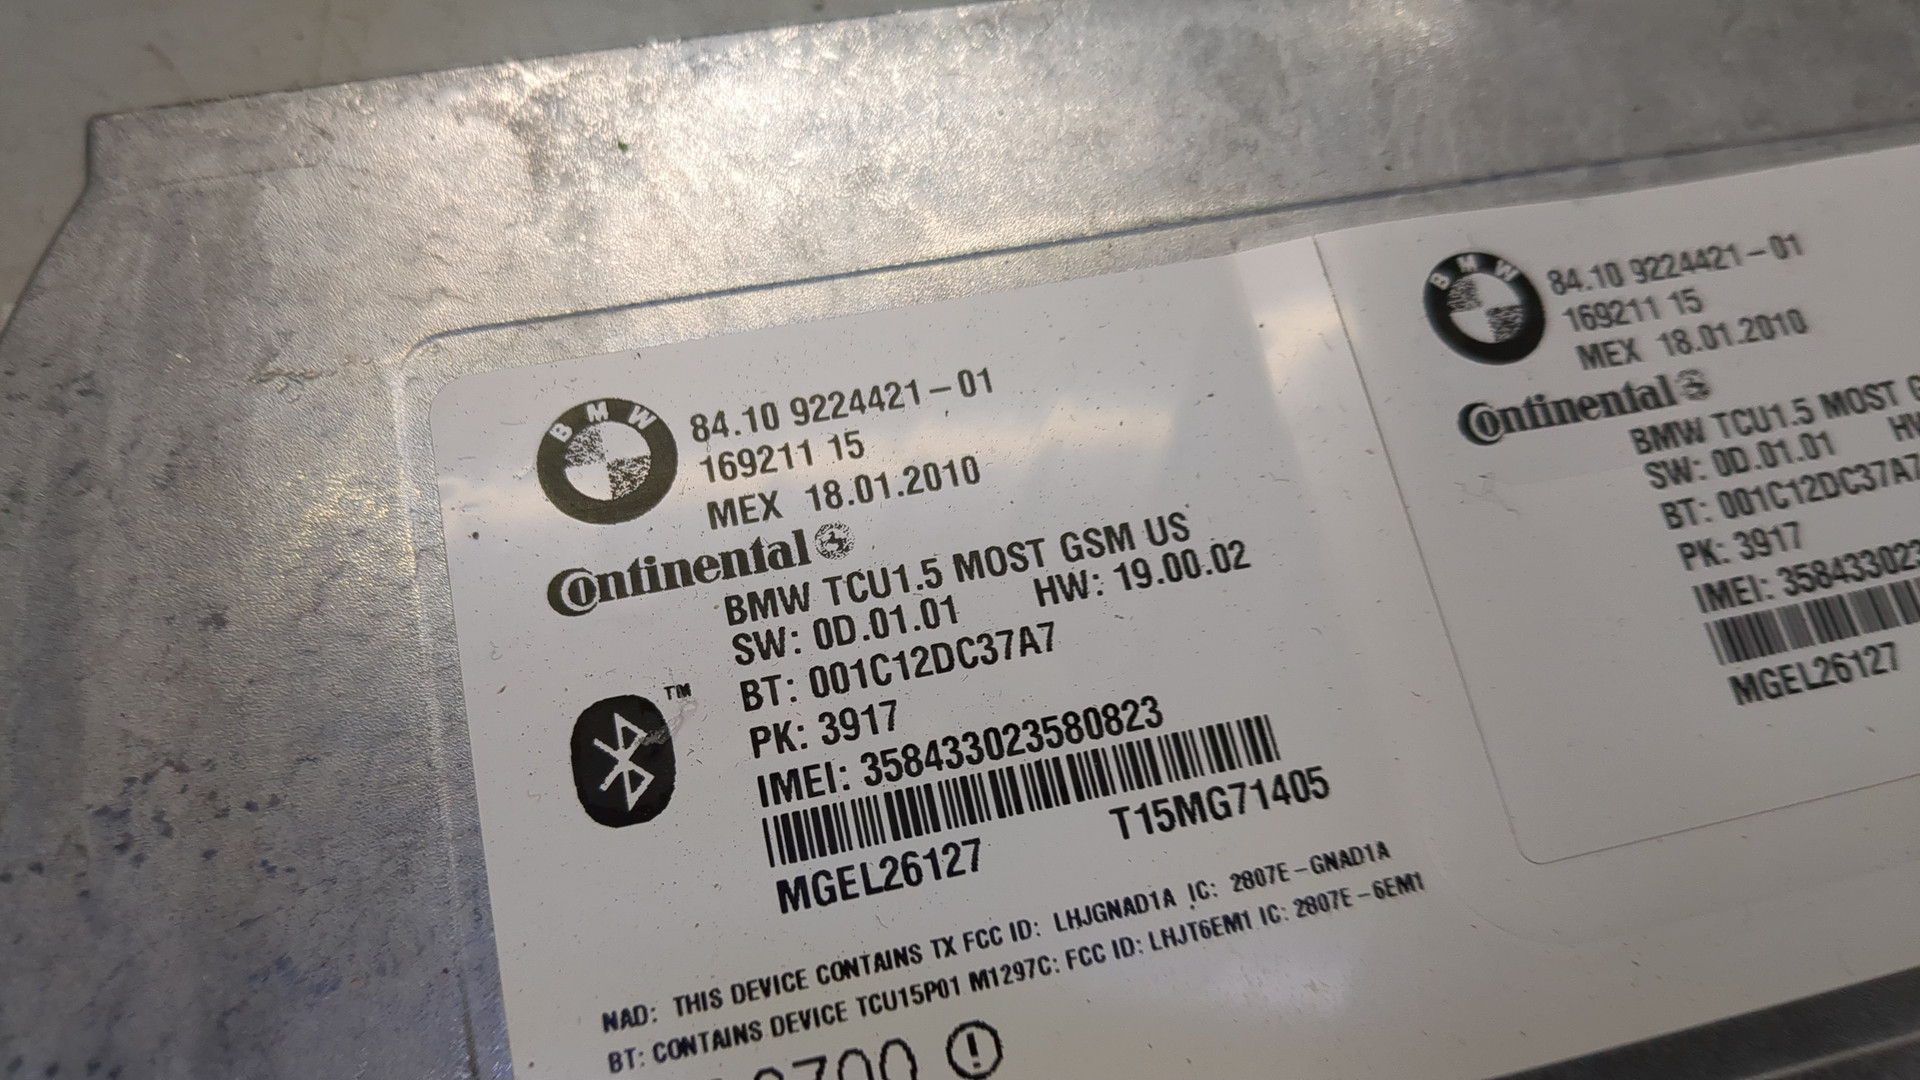 BMW
84.10 9224421-01
169211 15
MEX 18.01.2010
Continental
BMW TCU1.5 MOST GSM US
SW: 0D.01.01 HW: 19.00.02
BT: 001C12DC37A7
TM
PK: 3917
IMEI: 358433023580823
MGEL26127 T15MG71405
NAD: THIS DEVICE CONTAINS TX FCC ID: LHJGNAD1A IC: 2807E-GNAD1A
BT: CONTAINS DEVICE TCU15P01 M1297C: FCC ID: LHJT6EM1 IC: 2807E-6EM1
BMW
84.10 9224421-01
169211 15
MEX 18.01.2010
Continental
BMW TCU1.5 MOST
SW: 0D.01.01
BT: 001C12DC37A7
PK: 3917
IMEI: 358433023
MGEL26127